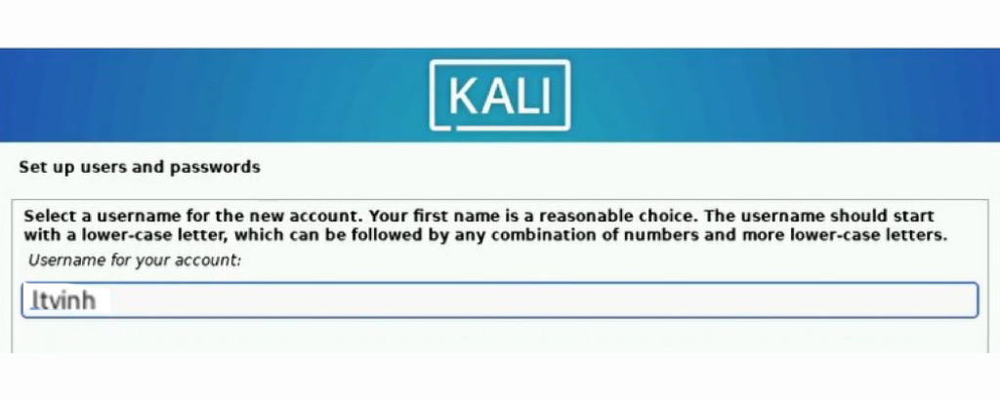 KALI
Set up users and passwords
Select a username for the new account. Your first name is a reasonable choice. The username should start
with a lower-case letter, which can be followed by any combination of numbers and more lower-case letters.
Username for your account:
ltvinh